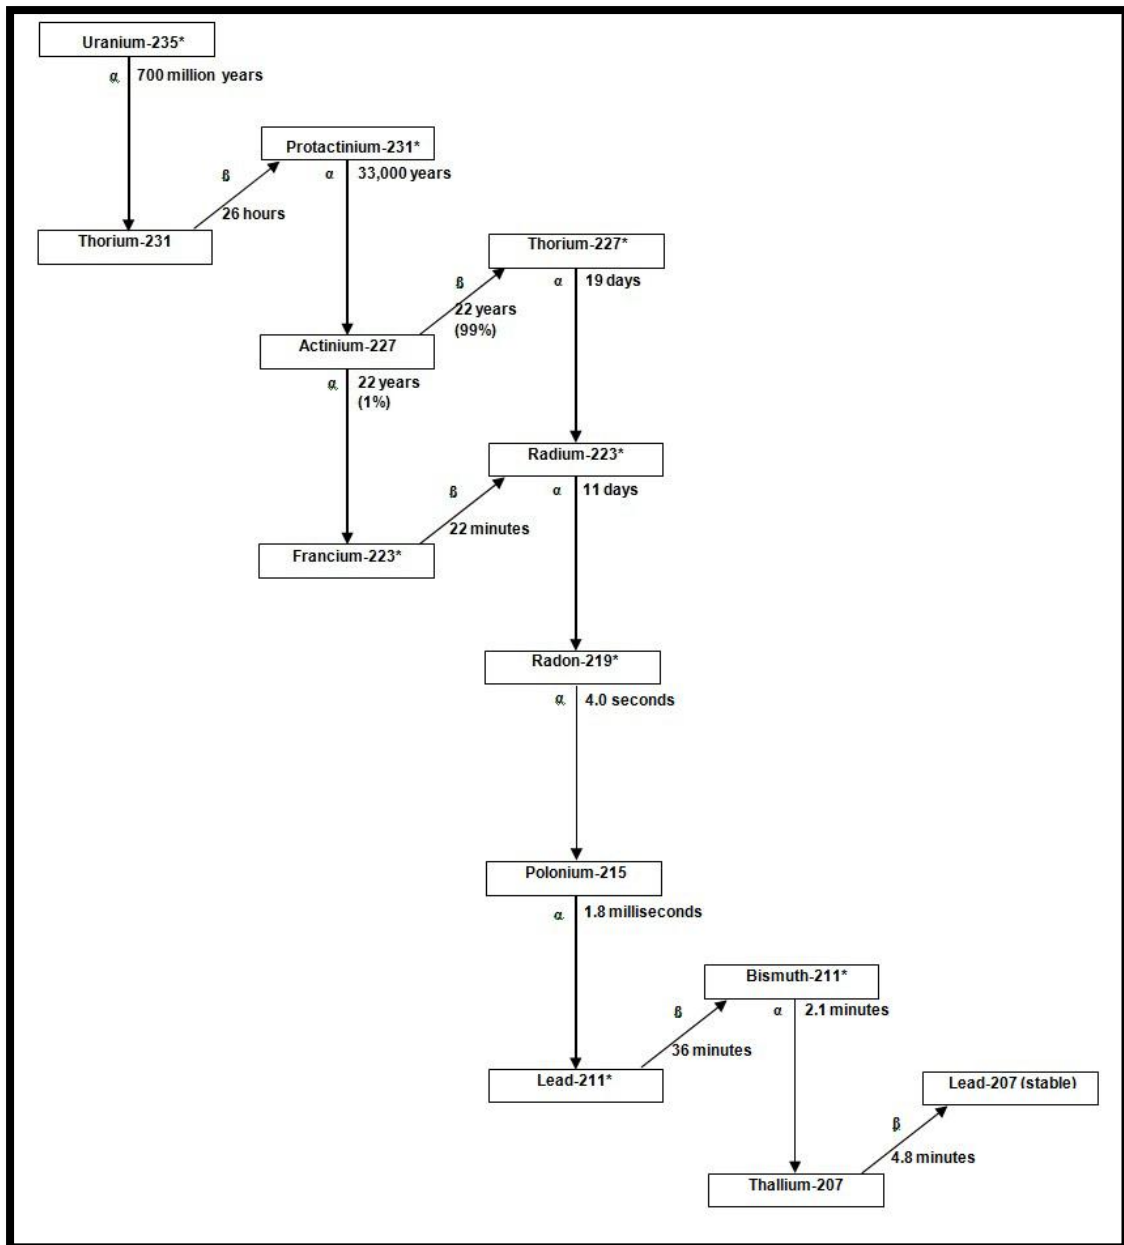 Uranium-235*
α 700 million years
Protactinium-231*
ß
α 33,000 years
26 hours
Thorium-231
Thorium-227*
ß
α 19 days
22 years
(99%)
Actinium-227
α 22 years
(1%)
Radium-223*
ß
α 11 days
22 minutes
Francium-223*
Radon-219*
α 4.0 seconds
Polonium-215
α 1.8 milliseconds
Bismuth-211*
ß
α 2.1 minutes
36 minutes
Lead-211*
Lead-207 (stable)
β
4.8 minutes
Thallium-207